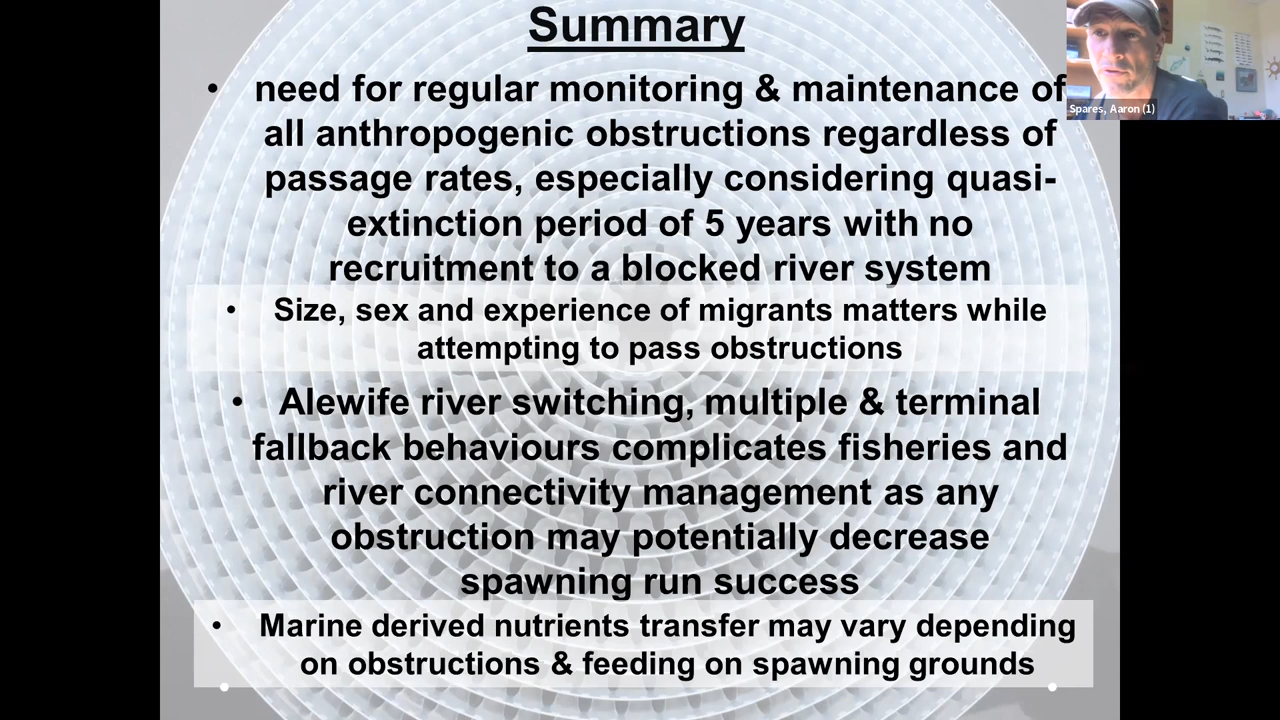 Summary
• need for regular monitoring & maintenance of
all anthropogenic obstructions regardless of
passage rates, especially considering quasi-
extinction period of 5 years with no
recruitment to a blocked river system
• Size, sex and experience of migrants matters while
attempting to pass obstructions
• Alewife river switching, multiple & terminal
fallback behaviours complicates fisheries and
river connectivity management as any
obstruction may potentially decrease
spawning run success
• Marine derived nutrients transfer may vary depending
on obstructions & feeding on spawning grounds
Spares, Aaron (1)